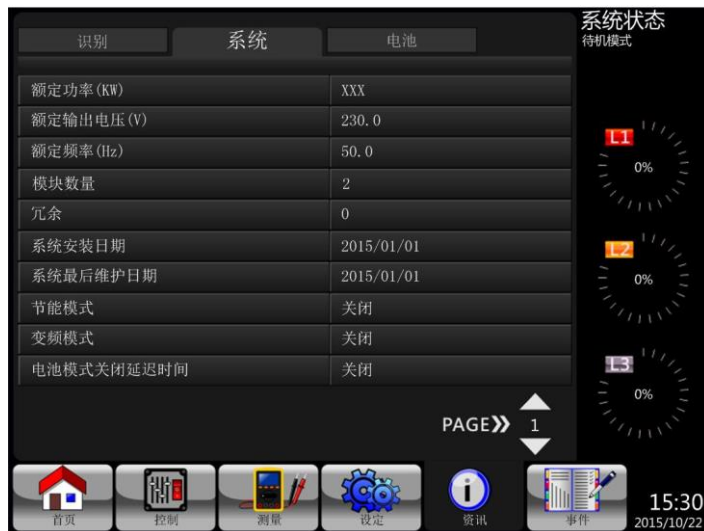 识别 系统 电池
系统状态
待机模式
额定功率(KW) XXX
额定输出电压(V) 230.0
额定频率(Hz) 50.0
模块数量 2
冗余 0
系统安装日期 2015/01/01
系统最后维护日期 2015/01/01
节能模式 关闭
变频模式 关闭
电池模式关闭延迟时间 关闭
L1
0%
L2
0%
L3
0%
PAGE》 1
首页 控制 测量 设定 资讯 事件
15:30
2015/10/22